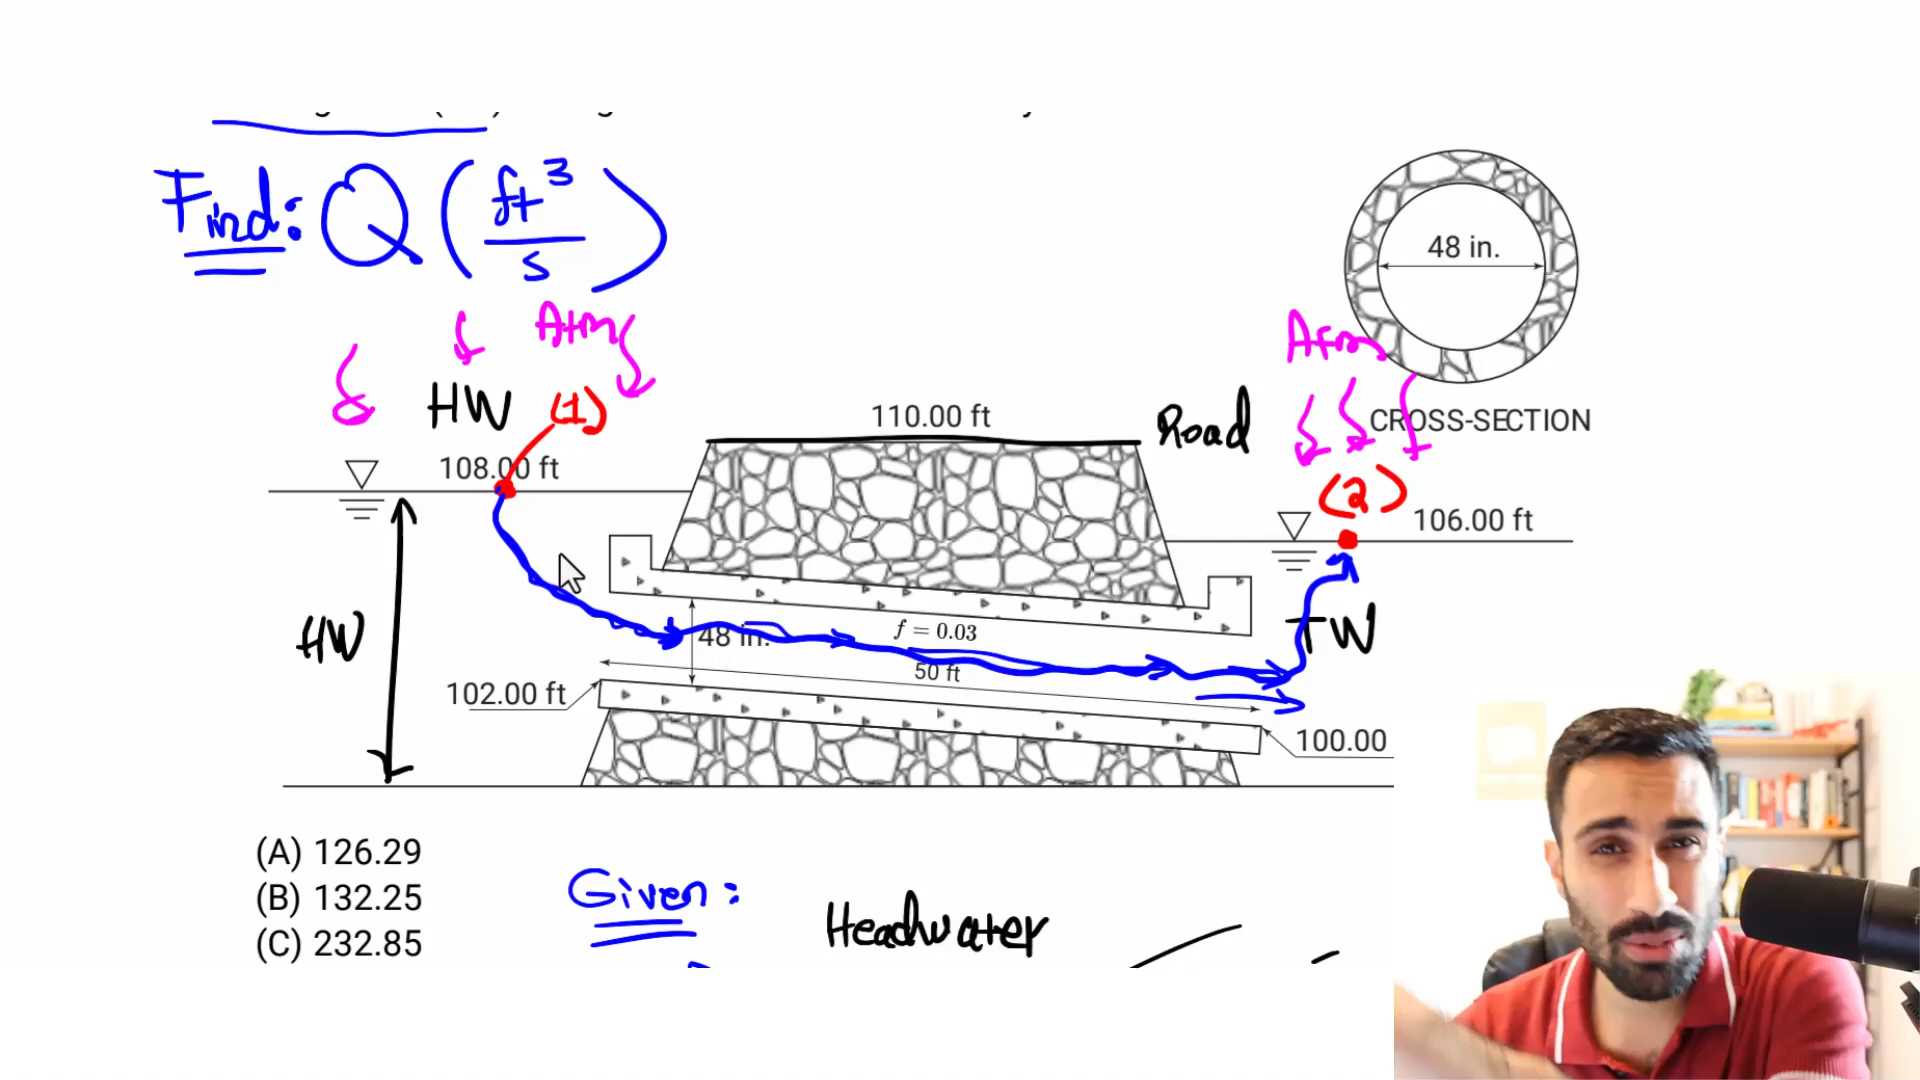 Find: Q (ft³/s)
Atm
Atm
48 in.
CROSS-SECTION
HW
(1)
110.00 ft
Road
108.00 ft
(2)
106.00 ft
HW
48 in.
f = 0.03
50 ft
TW
102.00 ft
100.00
(A) 126.29
(B) 132.25
(C) 232.85
Given:
Headwater